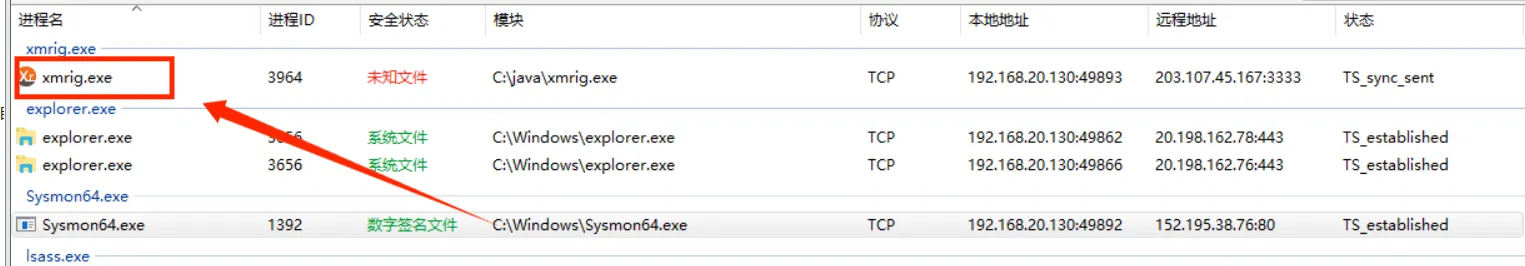 进程名 进程ID 安全状态 模块 协议 本地地址 远程地址 状态
xmrig.exe
xmrig.exe 3964 未知文件 C:\java\xmrig.exe TCP 192.168.20.130:49893 203.107.45.167:3333 TS_sync_sent
explorer.exe
explorer.exe 3656 系统文件 C:\Windows\explorer.exe TCP 192.168.20.130:49862 20.198.162.78:443 TS_established
explorer.exe 3656 系统文件 C:\Windows\explorer.exe TCP 192.168.20.130:49866 20.198.162.76:443 TS_established
Sysmon64.exe
Sysmon64.exe 1392 数字签名文件 C:\Windows\Sysmon64.exe TCP 192.168.20.130:49892 152.195.38.76:80 TS_established
lsass.exe